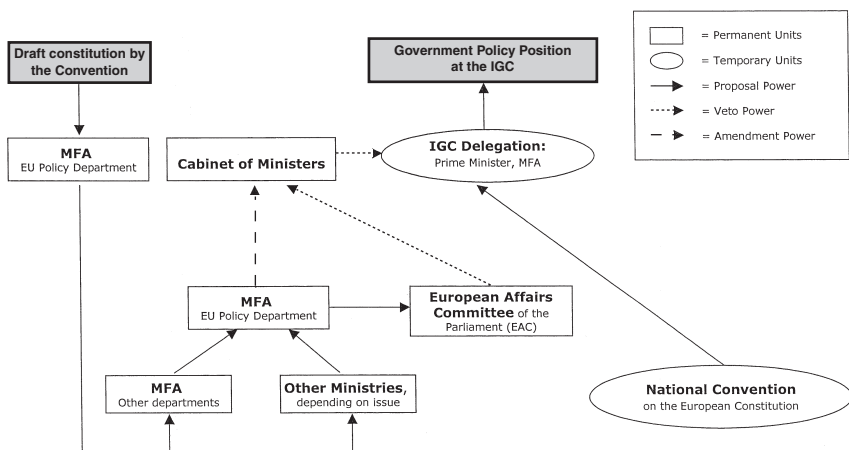 Draft constitution by
the Convention
Government Policy Position
at the IGC
= Permanent Units
= Temporary Units
= Proposal Power
= Veto Power
= Amendment Power
MFA
EU Policy Department
Cabinet of Ministers
IGC Delegation:
Prime Minister, MFA
MFA
EU Policy Department
European Affairs
Committee of the
Parliament (EAC)
MFA
Other departments
Other Ministries,
depending on issue
National Convention
on the European Constitution